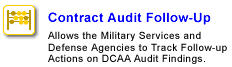 Contract Audit Follow-Up
Allows the Military Services and
Defense Agencies to Track Follow-up
Actions on DCAA Audit Findings.